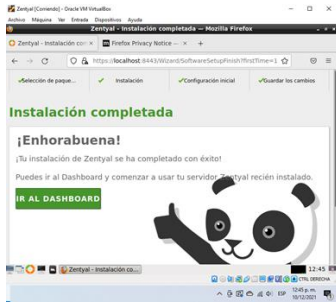 Zentyal [Corriendo] - Oracle VM VirtualBox
Archivo Máquina Ver Entrada Dispositivos Ayuda
Zentyal - Instalación completada — Mozilla Firefox
Zentyal - Instalación con
Firefox Privacy Notice —
https://localhost:8443/Wizard/SoftwareSetupFinish?firstTime=1
Selección de paque...
Instalación
Configuración inicial
Guardar los cambios
Instalación completada
¡Enhorabuena!
¡Tu instalación de Zentyal se ha completado con éxito!
Puedes ir al Dashboard y comenzar a usar tu servidor Zentyal recién instalado.
IR AL DASHBOARD
Zentyal - Instalación co...
12:45
CTRL DERECHA
ESP
12:45 p.m.
10/12/2021